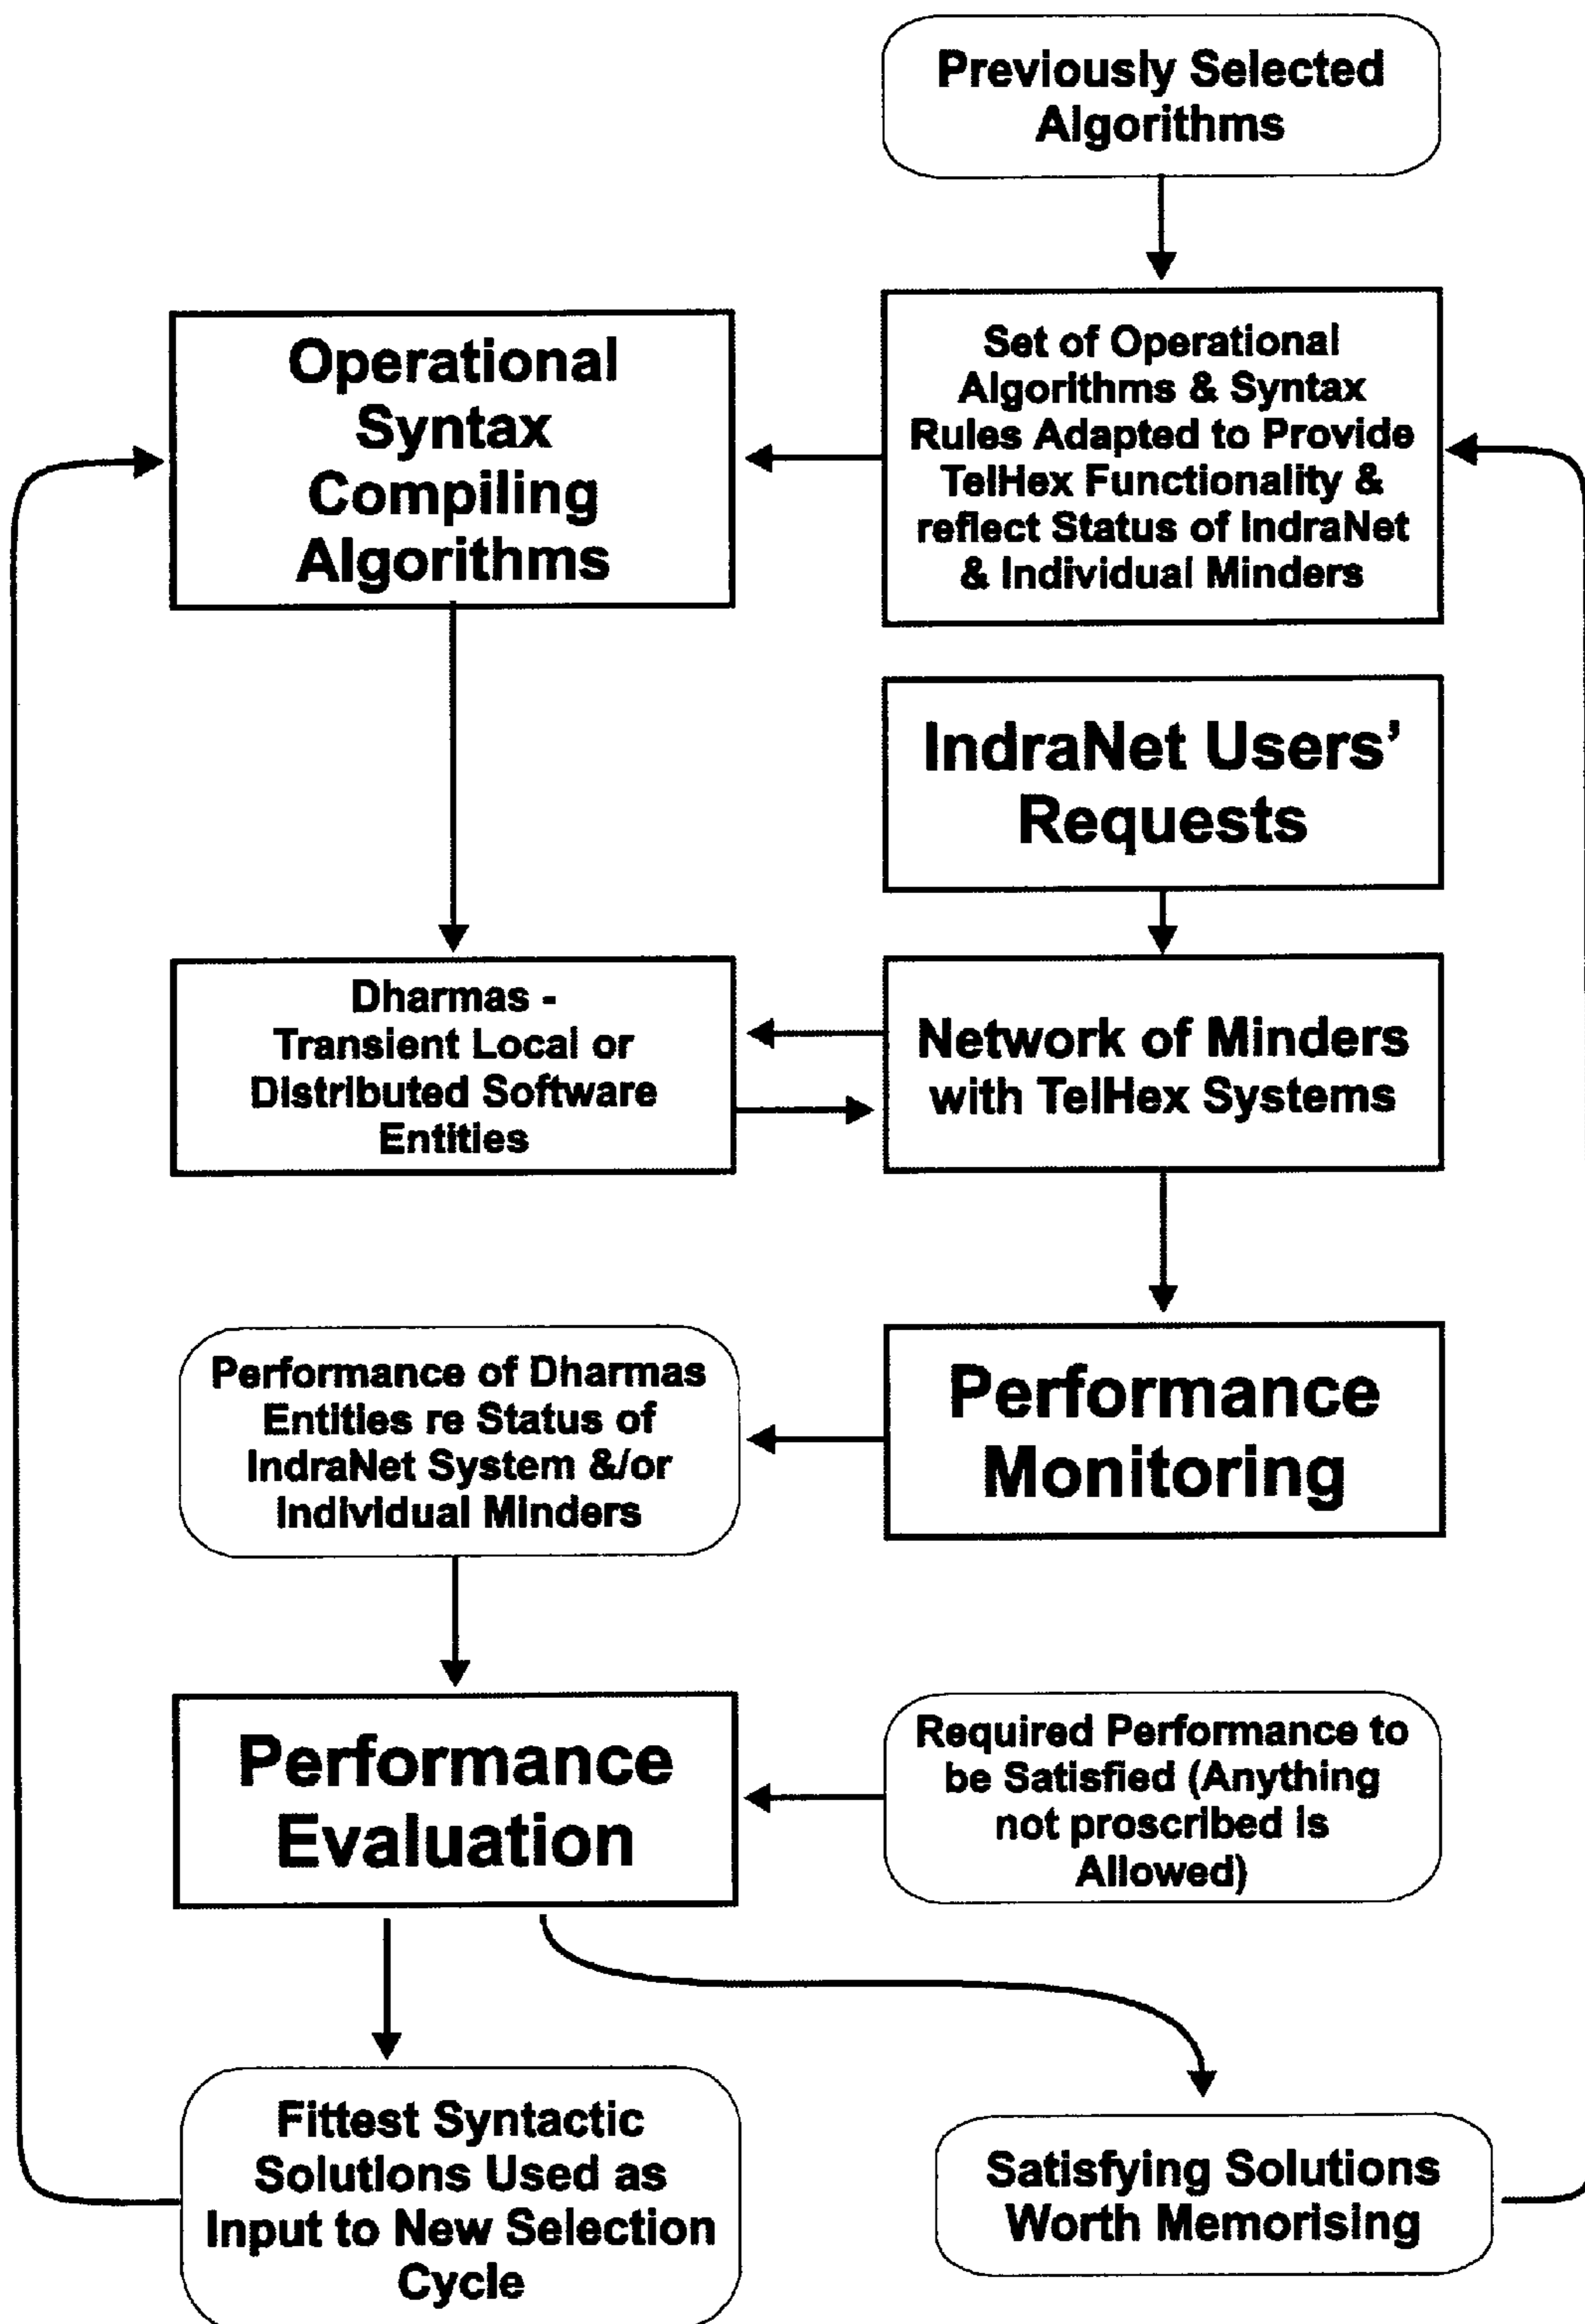 Previously Selected
Algorithms
Operational
Syntax
Compiling
Algorithms
Set of Operational
Algorithms & Syntax
Rules Adapted to Provide
TelHex Functionality &
reflect Status of IndraNet
& Individual Minders
IndraNet Users’
Requests
Dharmas -
Transient Local or
Distributed Software
Entities
Network of Minders
with TelHex Systems
Performance of Dharmas
Entities re Status of
IndraNet System &/or
Individual Minders
Performance
Monitoring
Performance
Evaluation
Required Performance to
be Satisfied (Anything
not proscribed is
Allowed)
Fittest Syntactic
Solutions Used as
Input to New Selection
Cycle
Satisfying Solutions
Worth Memorising